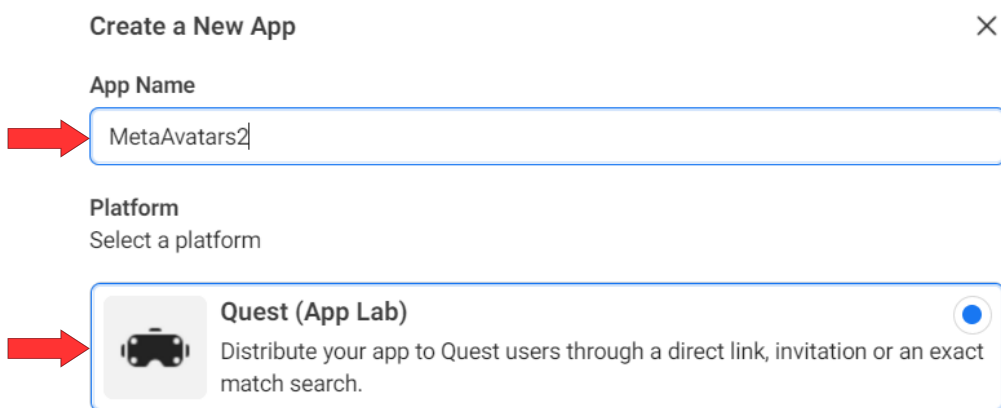 Create a New App
App Name
MetaAvatars2
Platform
Select a platform
Quest (App Lab)
Distribute your app to Quest users through a direct link, invitation or an exact
match search.